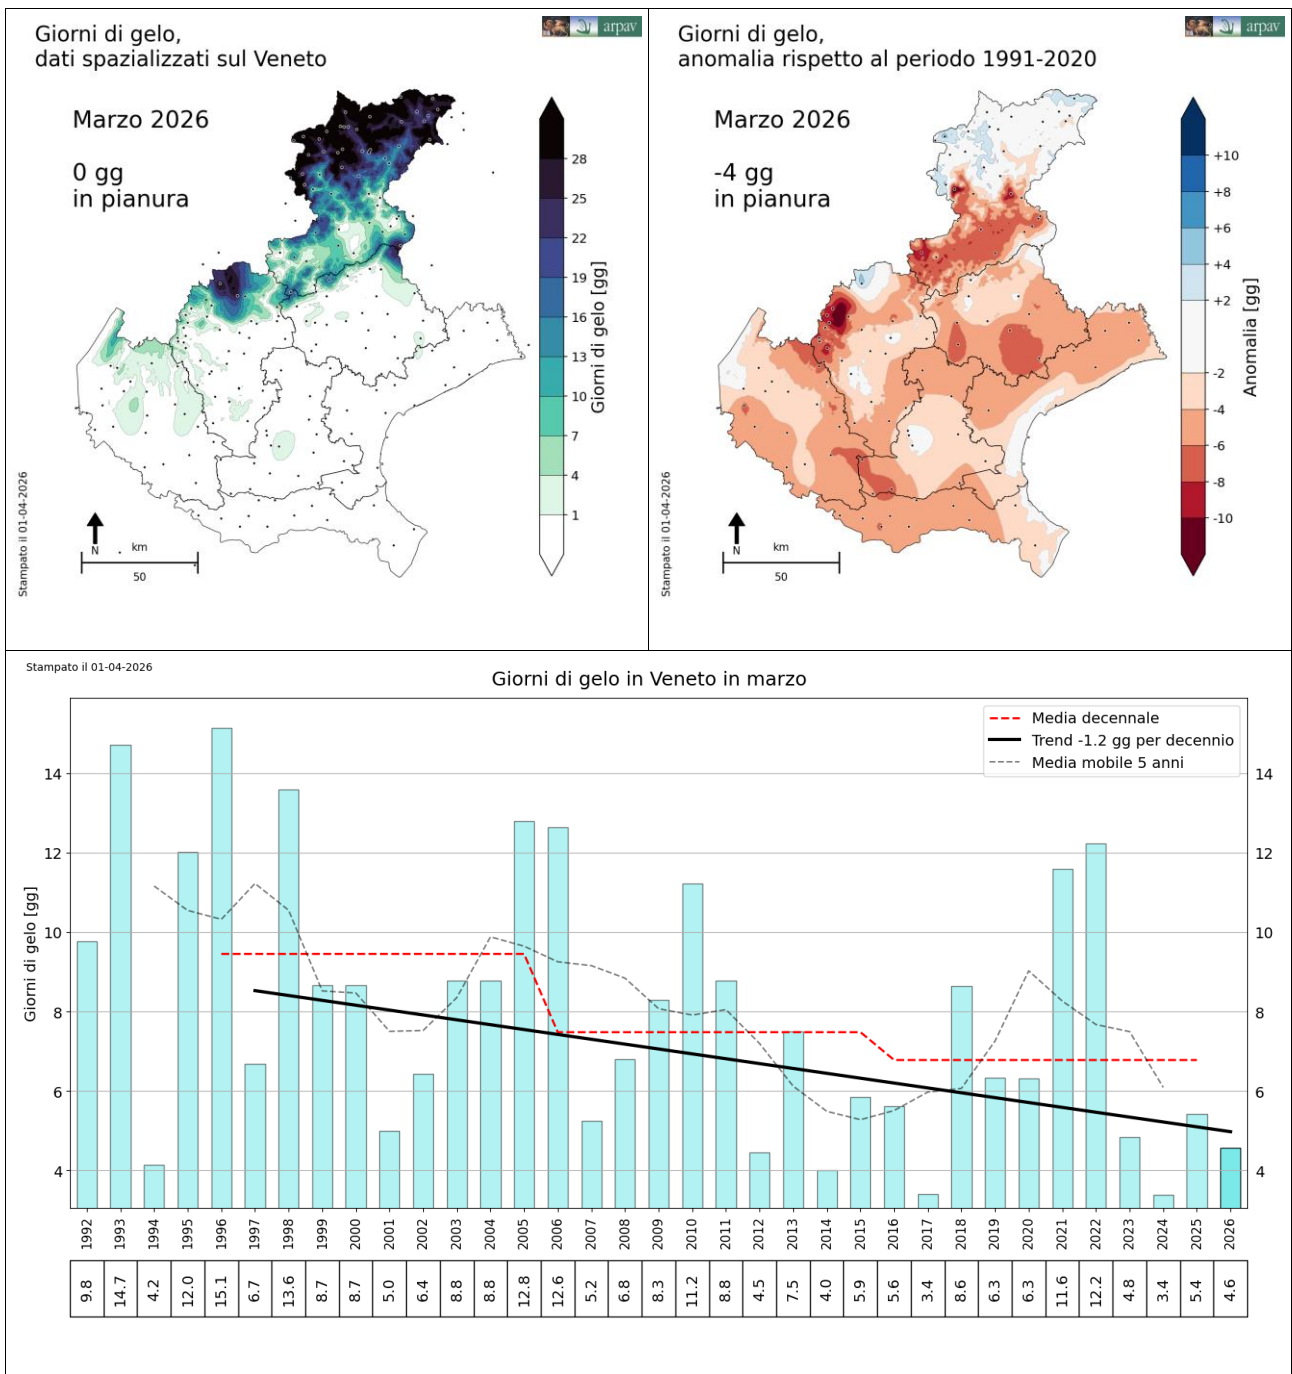 Giorni di gelo,
dati spazializzati sul Veneto
arpav
Marzo 2026
0 gg
in pianura
28
25
22
19
16
13
10
7
4
1
Giorni di gelo [gg]
Stampato il 01-04-2026
N
km
50
Giorni di gelo,
anomalia rispetto al periodo 1991-2020
arpav
Marzo 2026
-4 gg
in pianura
+10
+8
+6
+4
+2
-2
-4
-6
-8
-10
Anomalia [gg]
Stampato il 01-04-2026
N
km
50
Stampato il 01-04-2026
Giorni di gelo in Veneto in marzo
Media decennale
Trend -1.2 gg per decennio
Media mobile 5 anni
Giorni di gelo [gg]
14 14
12 12
10 10
8 8
6 6
4 4
1992 1993 1994 1995 1996 1997 1998 1999 2000 2001 2002 2003 2004 2005 2006 2007 2008 2009 2010 2011 2012 2013 2014 2015 2016 2017 2018 2019 2020 2021 2022 2023 2024 2025 2026
9.8 14.7 4.2 12.0 15.1 6.7 13.6 8.7 8.7 5.0 6.4 8.8 8.8 12.8 12.6 5.2 6.8 8.3 11.2 8.8 4.5 7.5 4.0 5.9 5.6 3.4 8.6 6.3 6.3 11.6 12.2 4.8 3.4 5.4 4.6